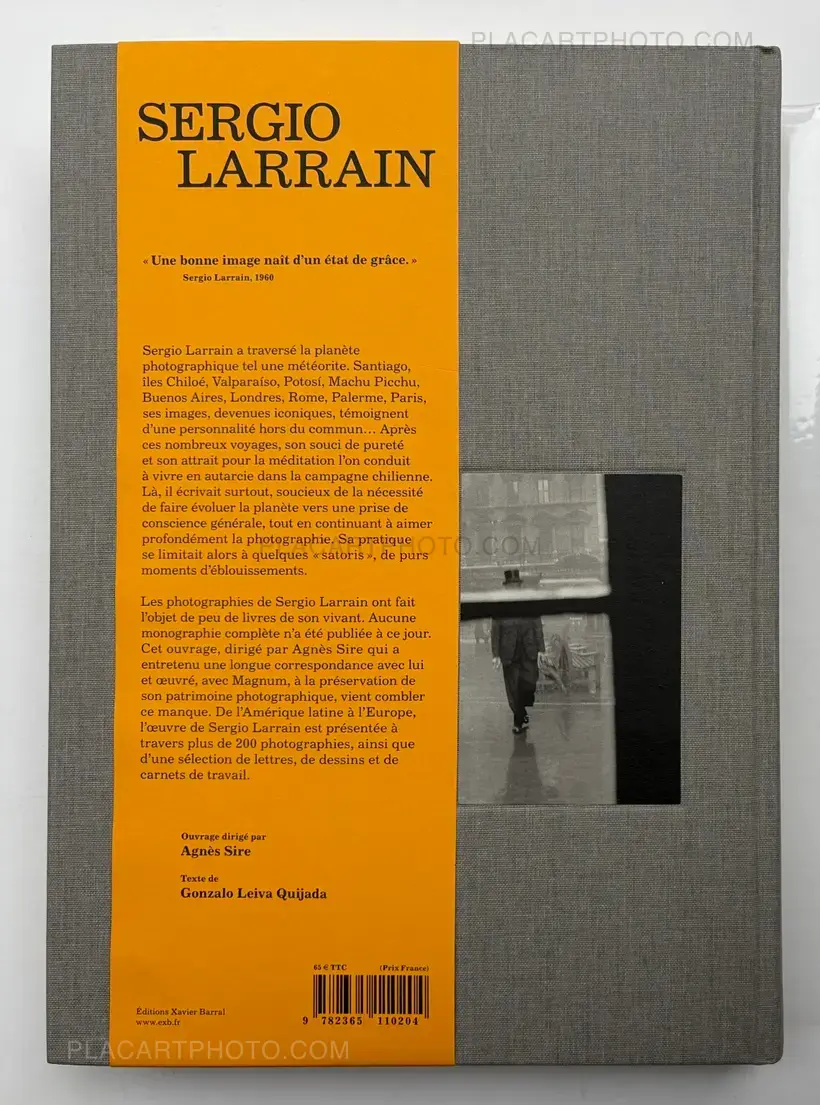 PLACARTPHOTO.COM
SERGIO
LARRAIN
« Une bonne image naît d’un état de grâce. »
Sergio Larrain, 1960
Sergio Larrain a traversé la planète
photographique tel une météorite. Santiago,
îles Chiloé, Valparaíso, Potosí, Machu Picchu,
Buenos Aires, Londres, Rome, Palerme, Paris,
ses images, devenues iconiques, témoignent
d’une personnalité hors du commun… Après
ces nombreux voyages, son souci de pureté
et son attrait pour la méditation l’on conduit
à vivre en autarcie dans la campagne chilienne.
Là, il écrivait surtout, soucieux de la nécessité
de faire évoluer la planète vers une prise de
conscience générale, tout en continuant à aimer
profondément la photographie. Sa pratique
PLACARTPHOTO.COM
se limitait alors à quelques « satoris », de purs
moments d’éblouissements.
Les photographies de Sergio Larrain ont fait
l’objet de peu de livres de son vivant. Aucune
monographie complète n’a été publiée à ce jour.
Cet ouvrage, dirigé par Agnès Sire qui a
entretenu une longue correspondance avec lui
et œuvré, avec Magnum, à la préservation de
son patrimoine photographique, vient combler
ce manque. De l’Amérique latine à l’Europe,
l’œuvre de Sergio Larrain est présentée à
travers plus de 200 photographies, ainsi que
d’une sélection de lettres, de dessins et de
carnets de travail.
Ouvrage dirigé par
Agnès Sire
Texte de
Gonzalo Leiva Quijada
65 € TTC (Prix France)
Éditions Xavier Barral
www.exb.fr
9 782365 110204
PLACARTPHOTO.COM